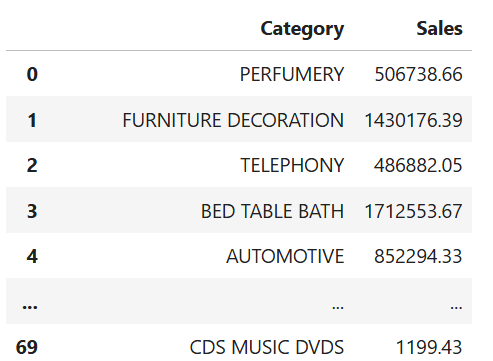 Category Sales
0 PERFUMERY 506738.66
1 FURNITURE DECORATION 1430176.39
2 TELEPHONY 486882.05
3 BED TABLE BATH 1712553.67
4 AUTOMOTIVE 852294.33
... ... ...
69 CDS MUSIC DVDS 1199.43